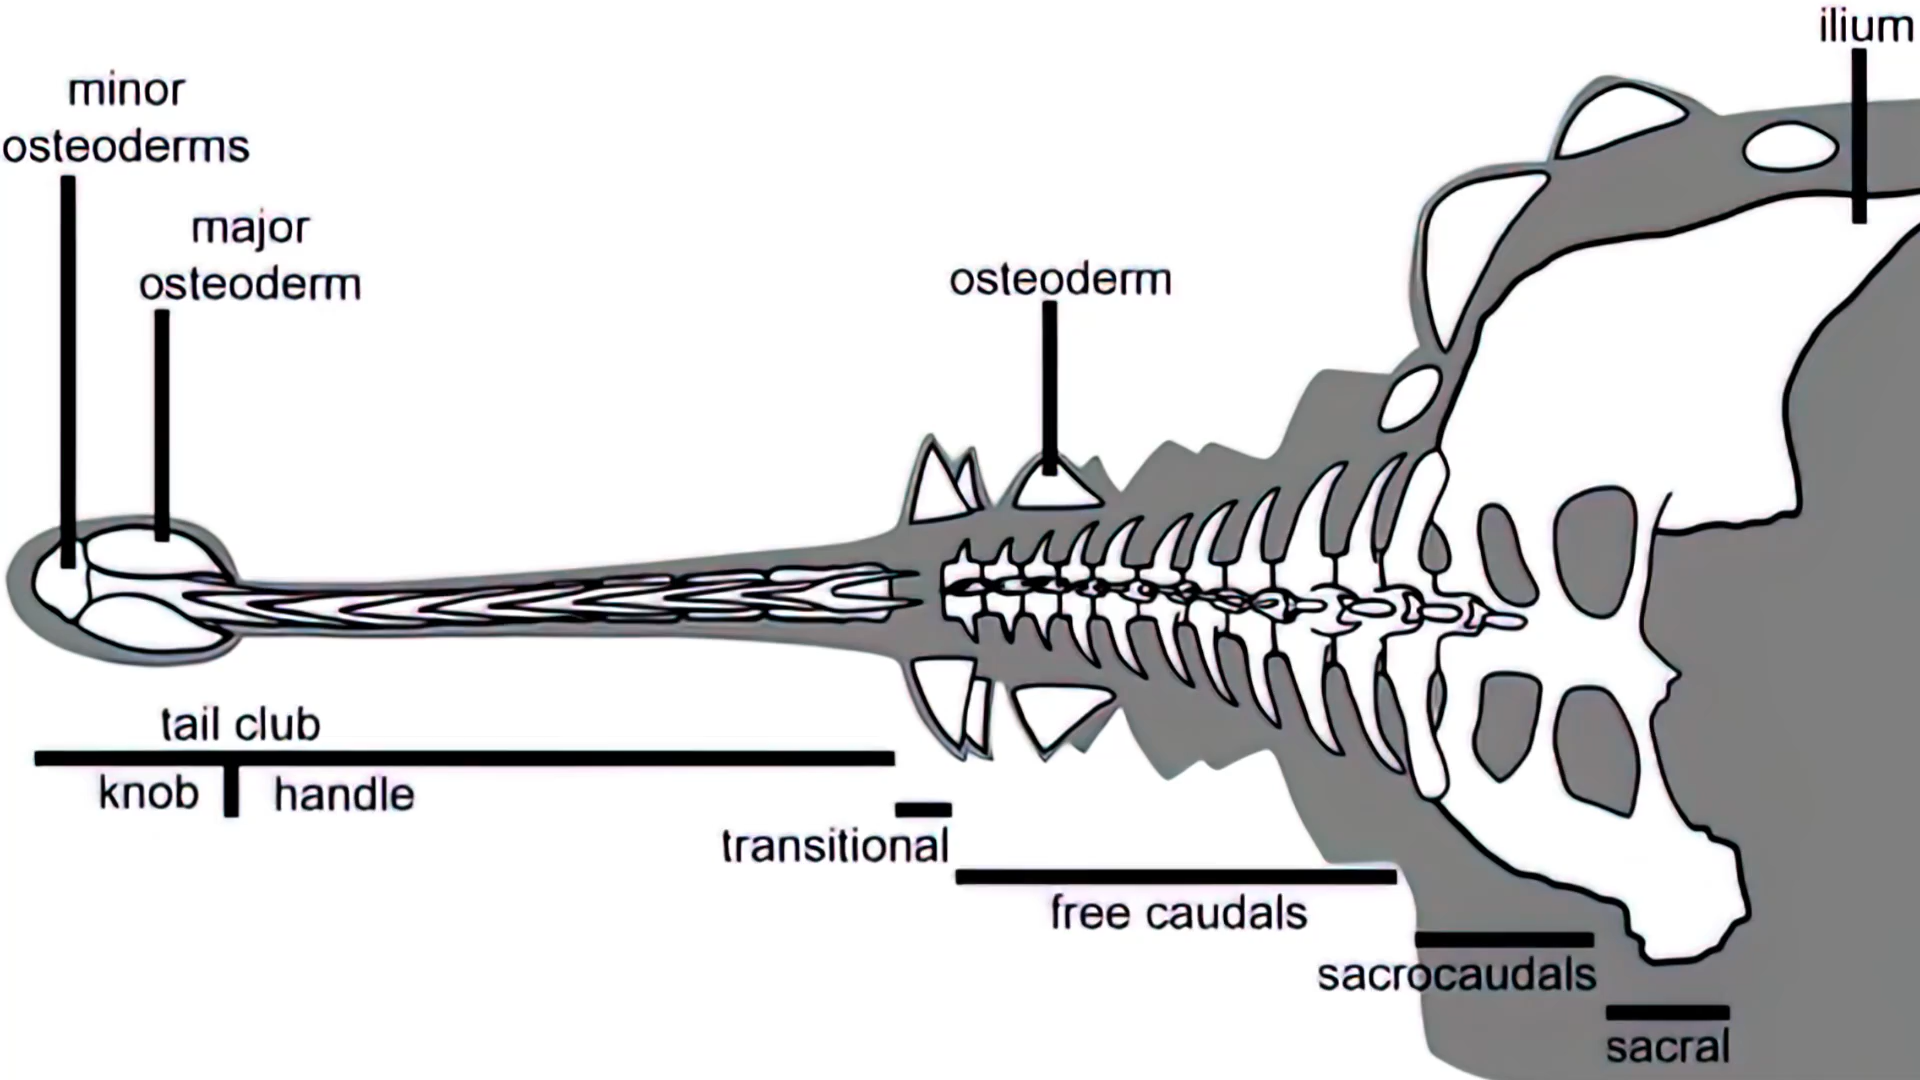 ilium
minor
osteoderms
major
osteoderm
osteoderm
tail club
knob
handle
transitional
free caudals
sacrocaudals
sacral